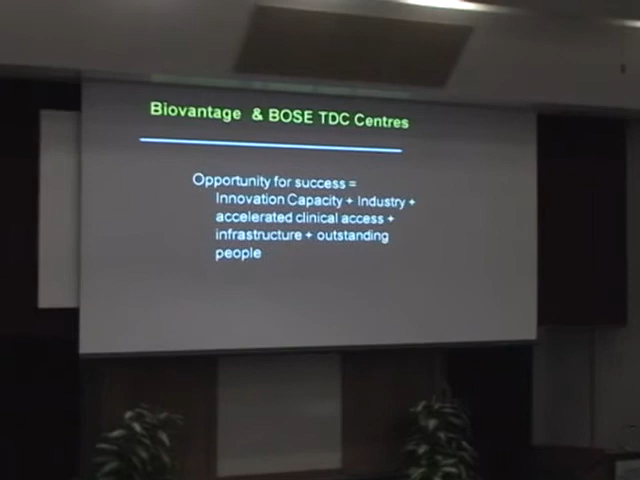 Biovantage & BOSE TDC Centres
Opportunity for success =
Innovation Capacity + Industry +
accelerated clinical access +
infrastructure + outstanding
people